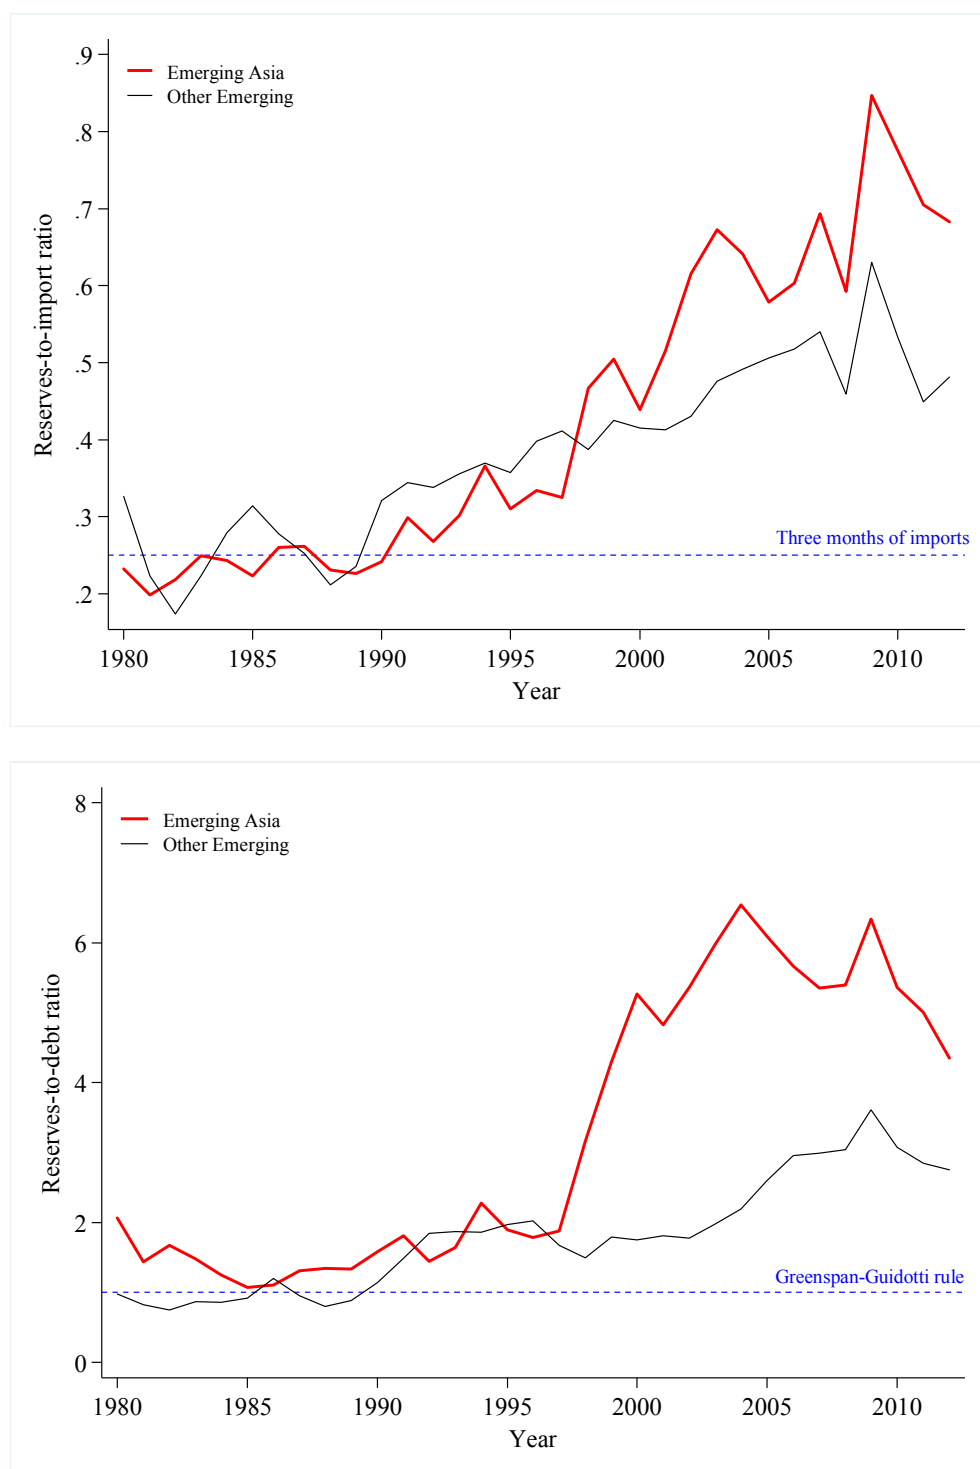 .9
Emerging Asia
Other Emerging
.8
.7
.6
.5
.4
.3
.2
Reserves-to-import ratio
Three months of imports
1980 1985 1990 1995 2000 2005 2010
Year
8
Emerging Asia
Other Emerging
6
4
2
0
Reserves-to-debt ratio
Greenspan-Guidotti rule
1980 1985 1990 1995 2000 2005 2010
Year